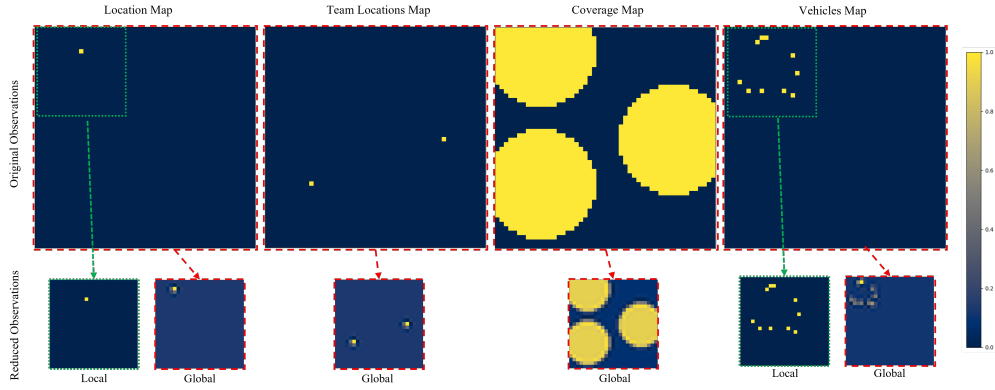 Location Map
Team Locations Map
Coverage Map
Vehicles Map
Original Observations
1.0
0.8
0.6
0.4
0.2
0.0
Reduced Observations
Local
Global
Global
Global
Local
Global